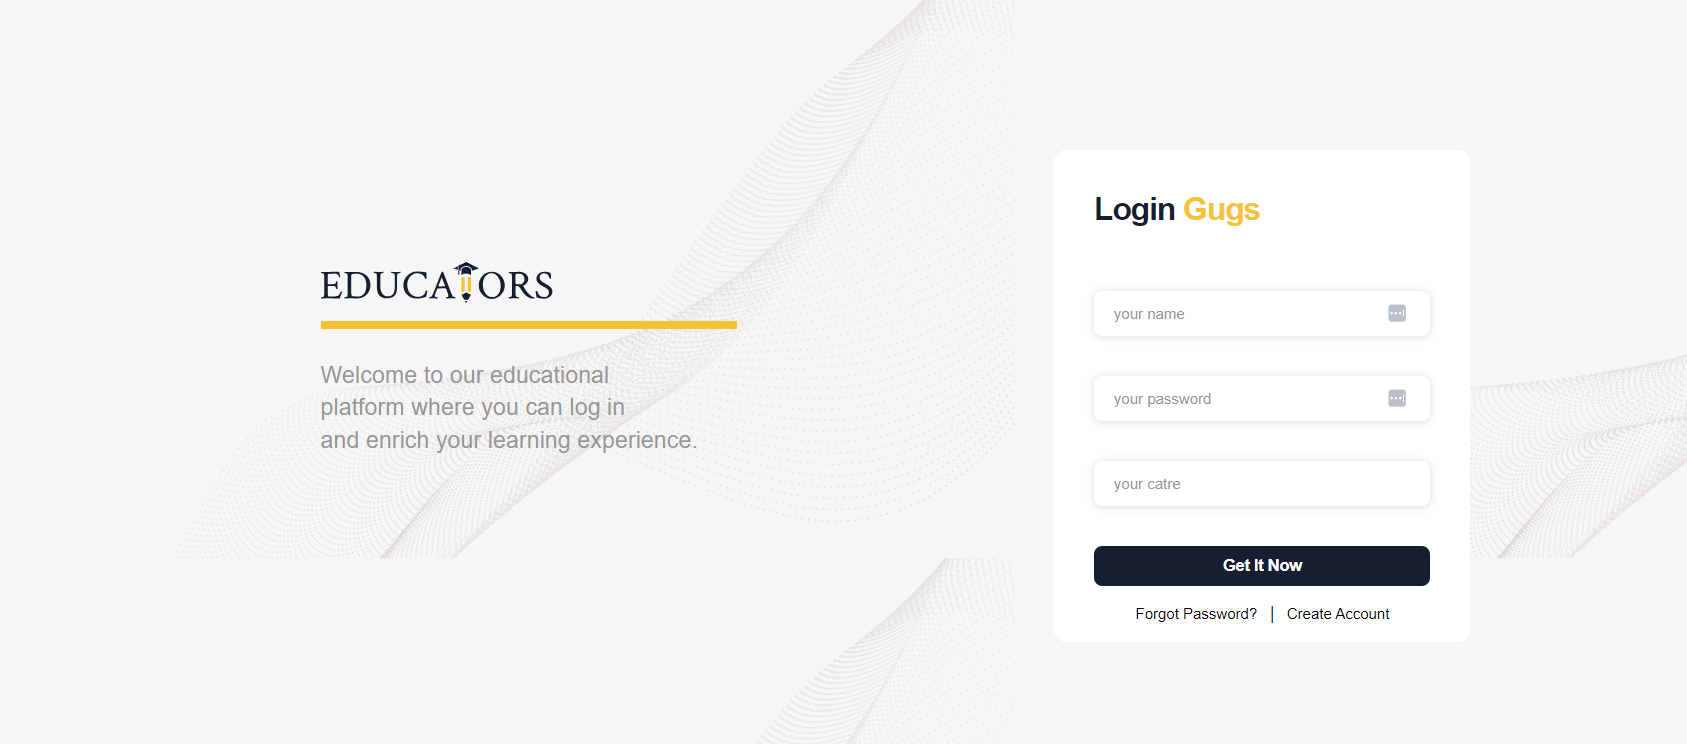 EDUCATORS
Welcome to our educational
platform where you can log in
and enrich your learning experience.
Login Gugs
your name
your password
your catre
Get It Now
Forgot Password? | Create Account